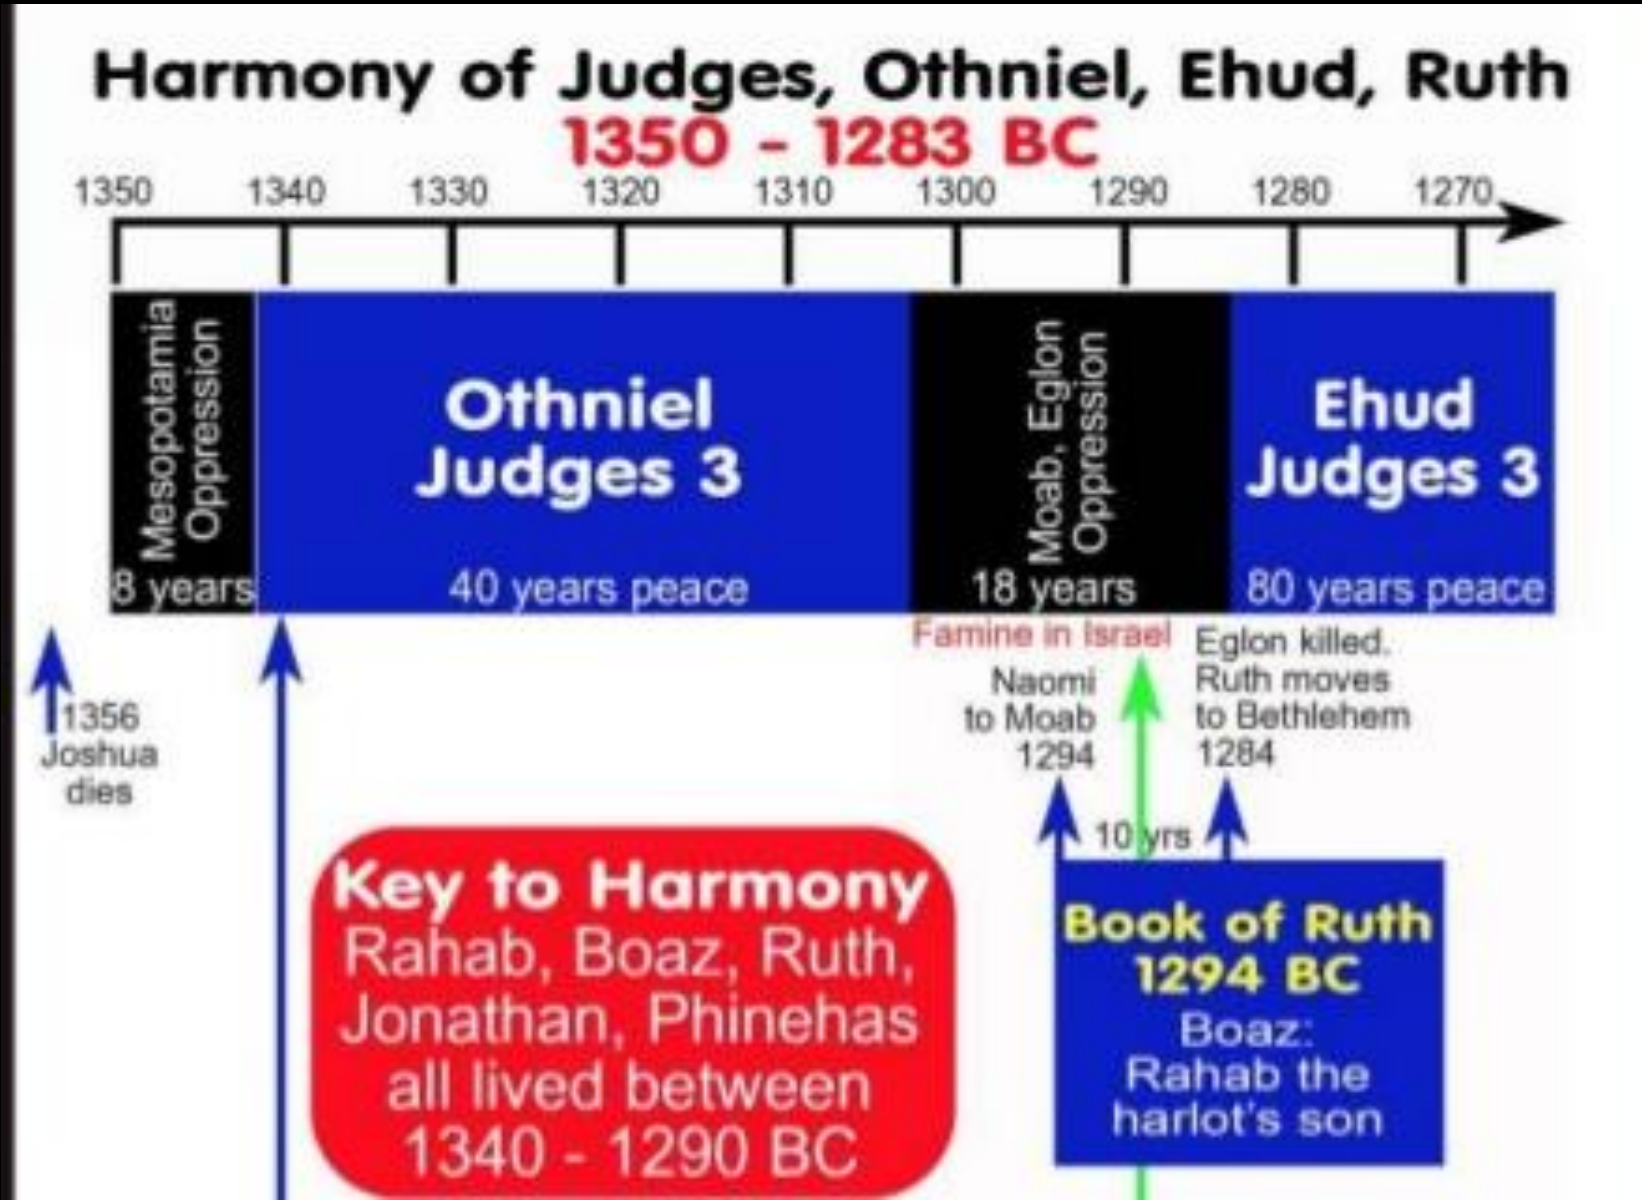 Harmony of Judges, Othniel, Ehud, Ruth
1350 - 1283 BC
1350 1340 1330 1320 1310 1300 1290 1280 1270
Mesopotamia
Oppression
8 years
Othniel
Judges 3
40 years peace
Moab, Eglon
Oppression
18 years
Ehud
Judges 3
80 years peace
1356
Joshua
dies
Famine in Israel
Naomi
to Moab
1294
Eglon killed.
Ruth moves
to Bethlehem
1284
10 yrs
Key to Harmony
Rahab, Boaz, Ruth,
Jonathan, Phinehas
all lived between
1340 - 1290 BC
Book of Ruth
1294 BC
Boaz:
Rahab the
harlot's son